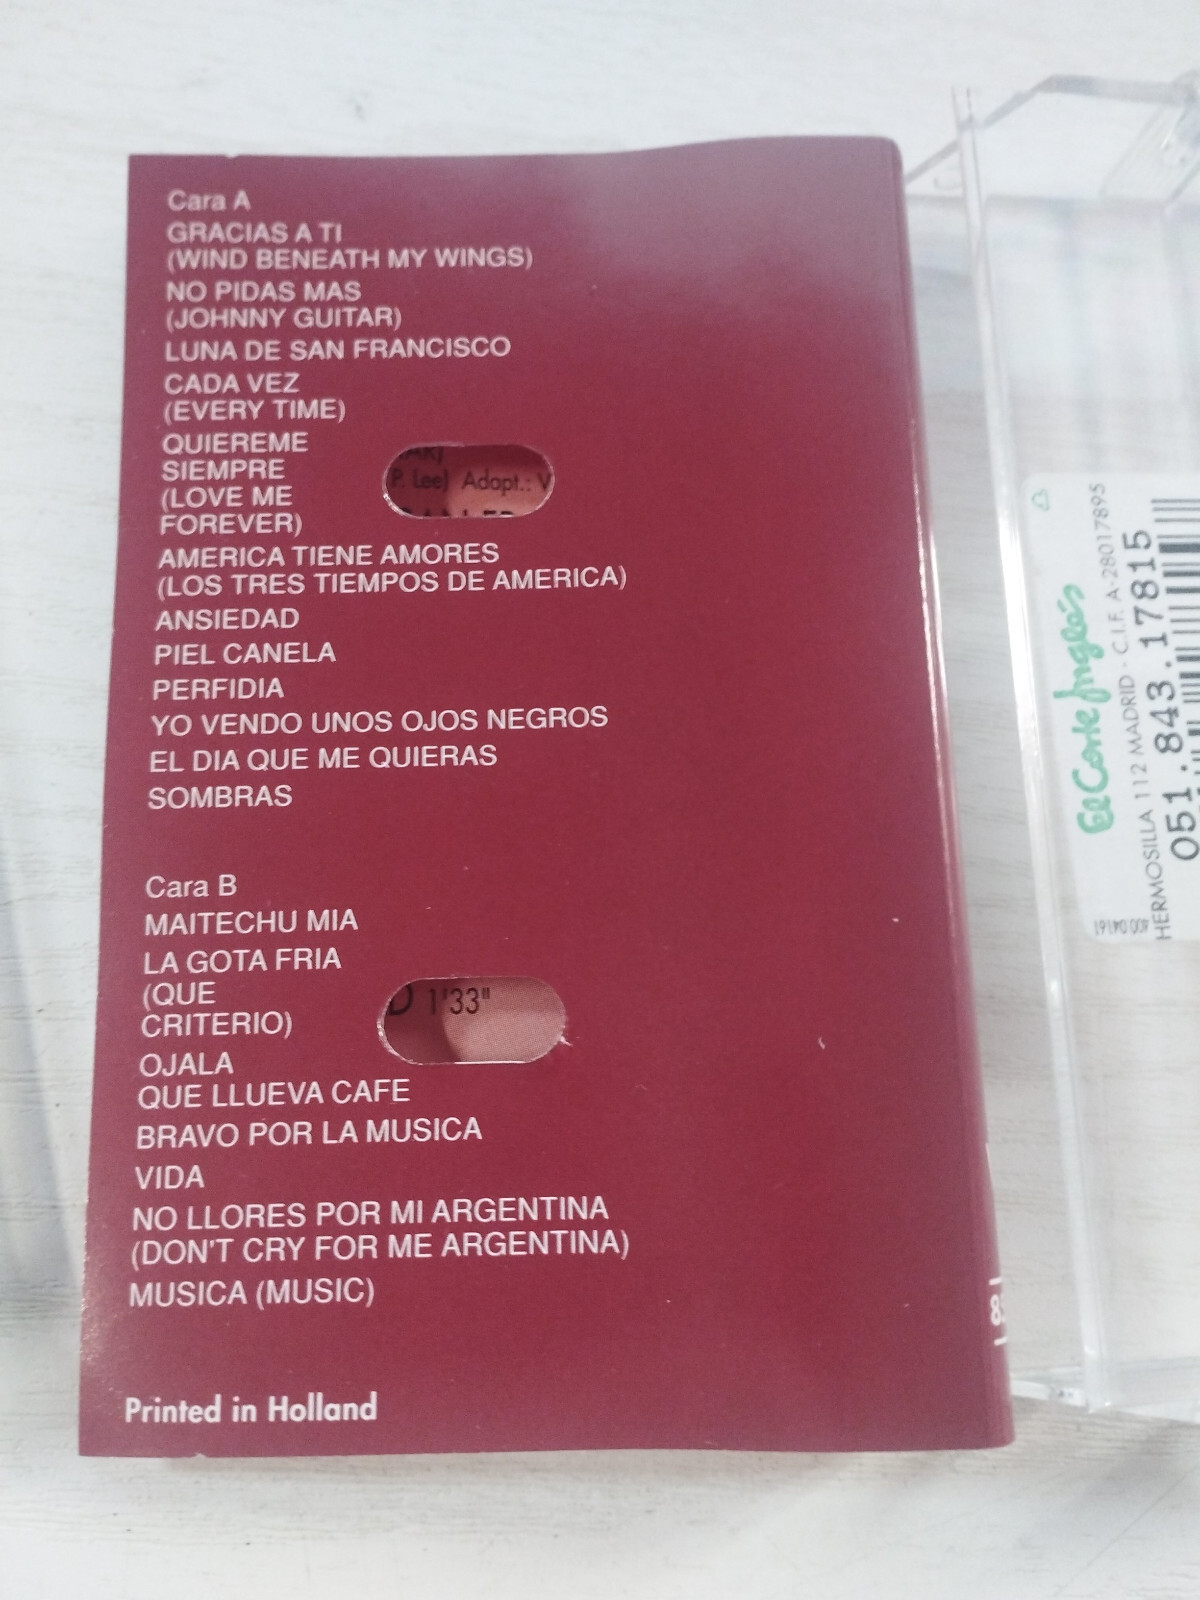 Cara A
GRACIAS A TI
(WIND BENEATH MY WINGS)
NO PIDAS MAS
(JOHNNY GUITAR)
LUNA DE SAN FRANCISCO
CADA VEZ
(EVERY TIME)
QUIEREME
SIEMPRE
(LOVE ME
FOREVER)
P. Lee) Adapt.: V
AMERICA TIENE AMORES
(LOS TRES TIEMPOS DE AMERICA)
ANSIEDAD
PIEL CANELA
PERFIDIA
YO VENDO UNOS OJOS NEGROS
EL DIA QUE ME QUIERAS
SOMBRAS
Cara B
MAITECHU MIA
LA GOTA FRIA
(QUE
CRITERIO)
D 1'33"
OJALA
QUE LLUEVA CAFE
BRAVO POR LA MUSICA
VIDA
NO LLORES POR MI ARGENTINA
(DON'T CRY FOR ME ARGENTINA)
MUSICA (MUSIC)
Printed in Holland
El Corte Inglés
HERMOSILLA 112 MADRID - C.I.F. A-28017895
051.843.17815